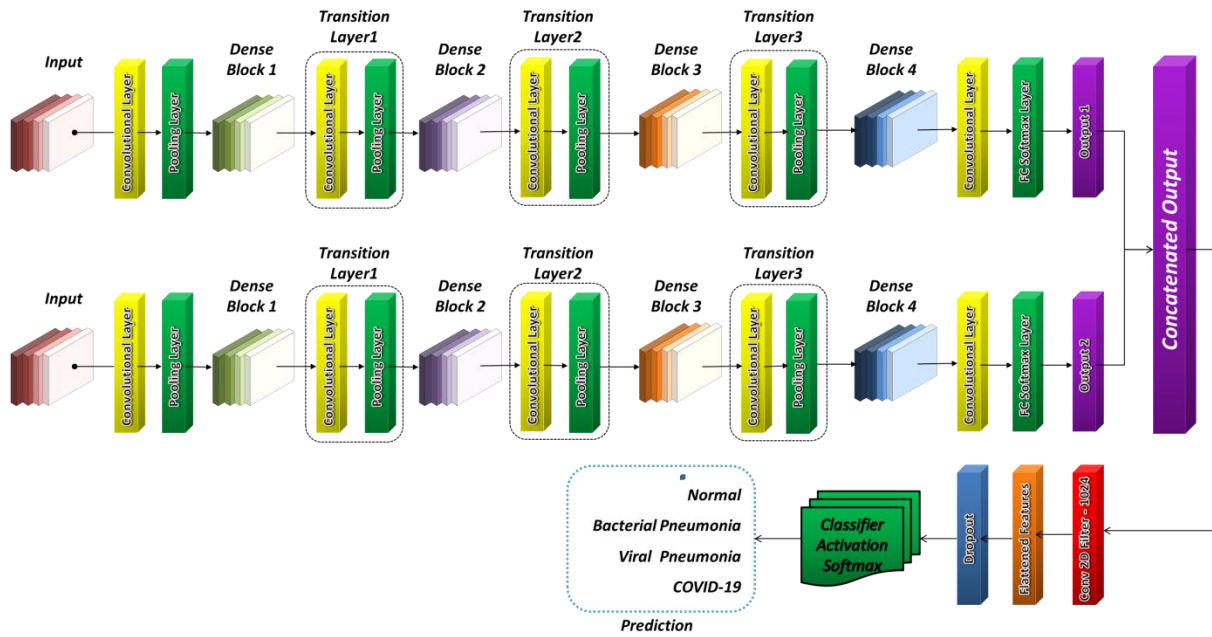 Input
Convolutional Layer
Pooling Layer
Dense
Block 1
Transition
Layer1
Convolutional Layer
Pooling Layer
Dense
Block 2
Transition
Layer2
Convolutional Layer
Pooling Layer
Dense
Block 3
Transition
Layer3
Convolutional Layer
Pooling Layer
Dense
Block 4
Convolutional Layer
FC Softmax Layer
Output 1
Concatenated Output
Input
Convolutional Layer
Pooling Layer
Dense
Block 1
Transition
Layer1
Convolutional Layer
Pooling Layer
Dense
Block 2
Transition
Layer2
Convolutional Layer
Pooling Layer
Dense
Block 3
Transition
Layer3
Convolutional Layer
Pooling Layer
Dense
Block 4
Convolutional Layer
FC Softmax Layer
Output 2
Conv 2D Filter - 1024
Flattened Features
Dropout
Classifier
Activation
Softmax
Normal
Bacterial Pneumonia
Viral Pneumonia
COVID-19
Prediction